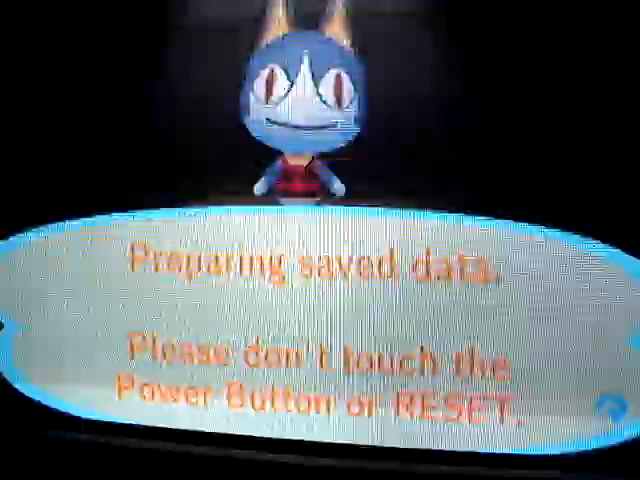 Preparing saved data.
Please don't touch the
Power Button or RESET.